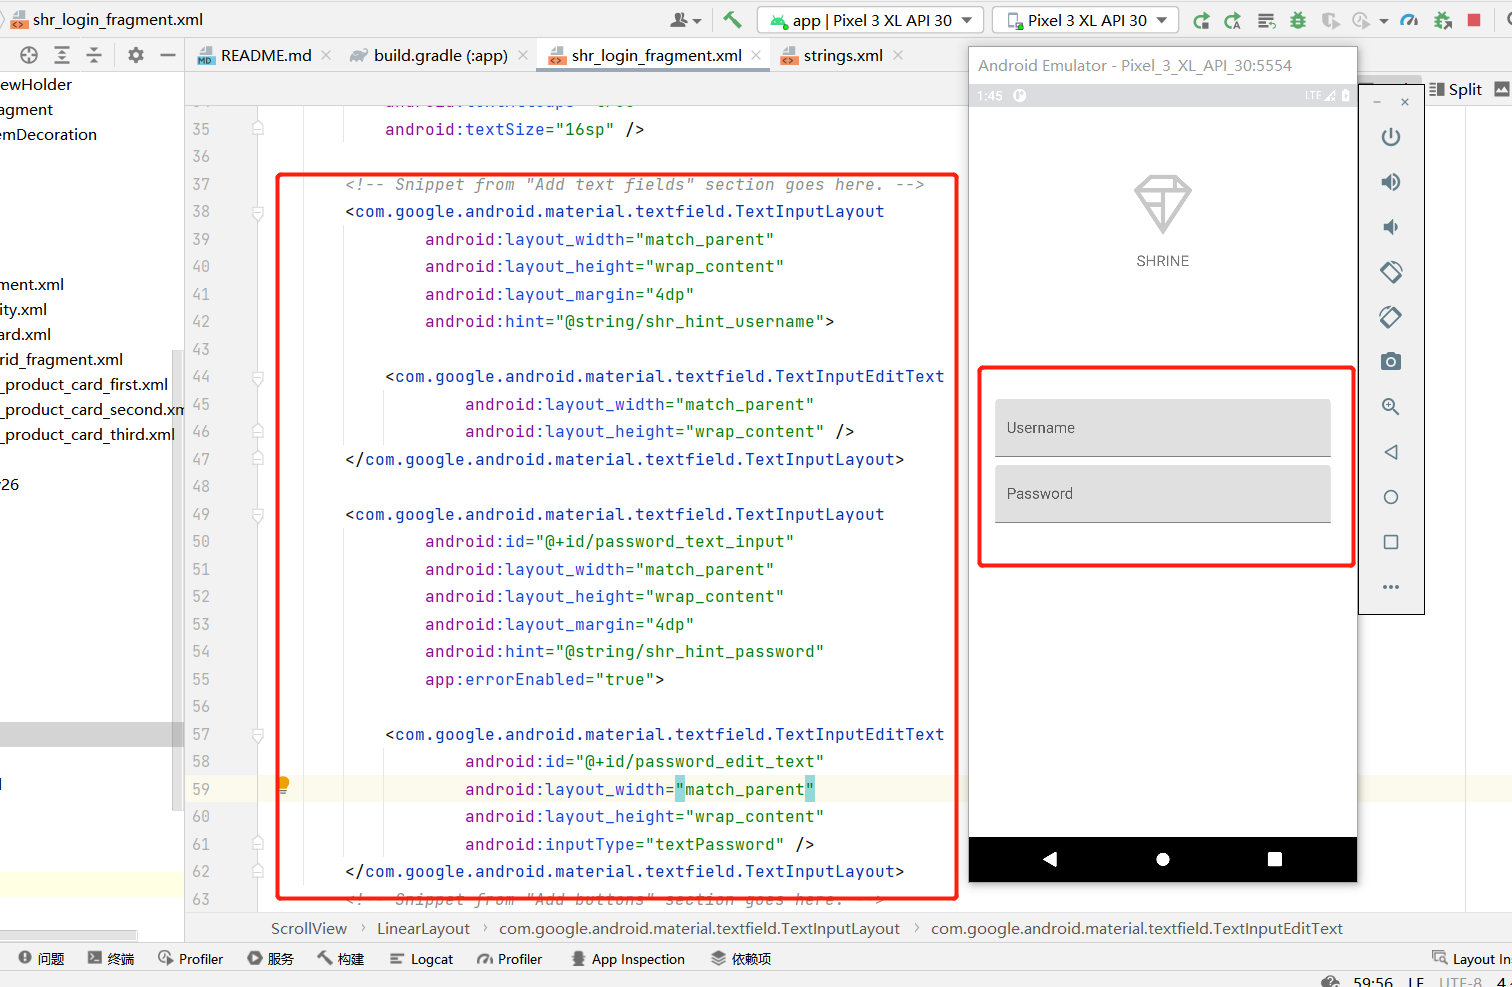 shr_login_fragment.xml
app | Pixel 3 XL API 30
Pixel 3 XL API 30
README.md
build.gradle (:app)
shr_login_fragment.xml
strings.xml
Split
ewHolder
agment
emDecoration
ment.xml
ity.xml
ard.xml
rid_fragment.xml
_product_card_first.xml
_product_card_second.xm
_product_card_third.xml
26
35 android:textSize="16sp" />
36
37 <!-- Snippet from "Add text fields" section goes here. -->
38 <com.google.android.material.textfield.TextInputLayout
39 android:layout_width="match_parent"
40 android:layout_height="wrap_content"
41 android:layout_margin="4dp"
42 android:hint="@string/shr_hint_username">
43
44 <com.google.android.material.textfield.TextInputEditText
45 android:layout_width="match_parent"
46 android:layout_height="wrap_content" />
47 </com.google.android.material.textfield.TextInputLayout>
48
49 <com.google.android.material.textfield.TextInputLayout
50 android:id="@+id/password_text_input"
51 android:layout_width="match_parent"
52 android:layout_height="wrap_content"
53 android:layout_margin="4dp"
54 android:hint="@string/shr_hint_password"
55 app:errorEnabled="true">
56
57 <com.google.android.material.textfield.TextInputEditText
58 android:id="@+id/password_edit_text"
59 android:layout_width="match_parent"
60 android:layout_height="wrap_content"
61 android:inputType="textPassword" />
62 </com.google.android.material.textfield.TextInputLayout>
63 <!-- Snippet from "Add buttons" section goes here. -->
Android Emulator - Pixel_3_XL_API_30:5554
1:45
LTE
SHRINE
Username
Password
ScrollView › LinearLayout › com.google.android.material.textfield.TextInputLayout › com.google.android.material.textfield.TextInputEditText
问题
终端
Profiler
服务
构建
Logcat
Profiler
App Inspection
依赖项
Layout In
59:56 LF UTF-8 4